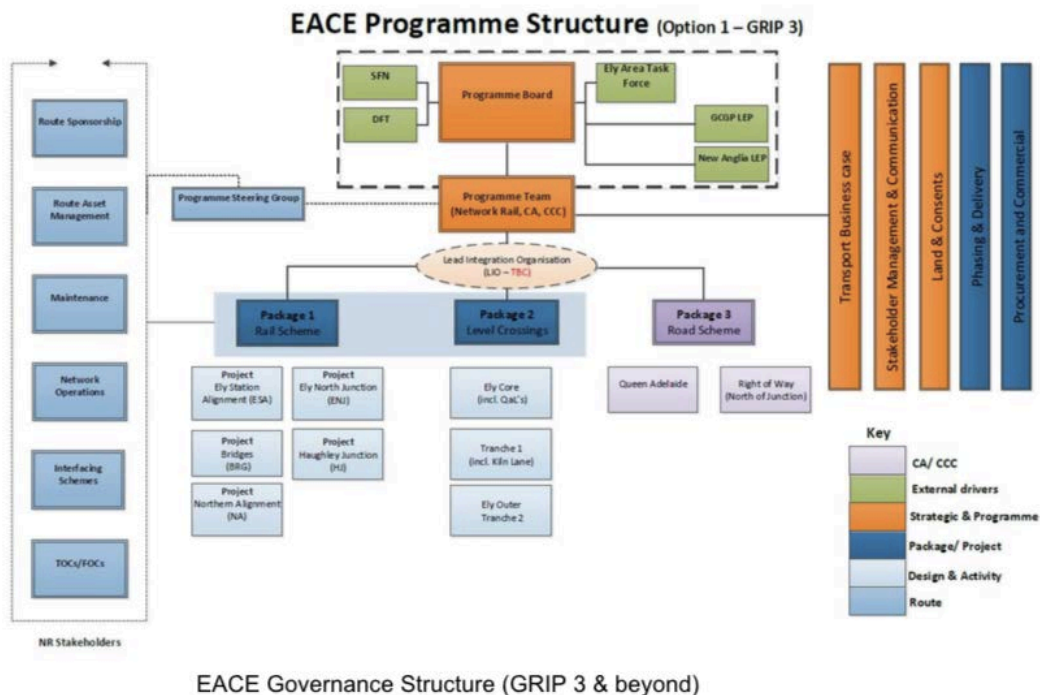 EACE Programme Structure (Option 1 – GRIP 3)
SFN
DFT
Programme Board
Ely Area Task
Force
GCGP LEP
New Anglia LEP
Route Sponsorship
Route Asset
Management
Maintenance
Network
Operations
Interfacing
Schemes
TOCs/FOCs
NR Stakeholders
Programme Steering Group
Programme Team
(Network Rail, CA, CCC)
Lead Integration Organisation
(LIO – TBC)
Package 1
Rail Scheme
Package 2
Level Crossings
Package 3
Road Scheme
Project
Ely Station
Alignment (ESA)
Project
Ely North Junction
(ENJ)
Project
Bridges
(BRG)
Project
Haughley Junction
(HJ)
Project
Northern Alignment
(NA)
Ely Core
(incl. QaL's)
Tranche 1
(incl. Kiln Lane)
Ely Outer
Tranche 2
Queen Adelaide
Right of Way
(North of Junction)
Transport Business case
Stakeholder Management & Communication
Land & Consents
Phasing & Delivery
Procurement and Commercial
Key
CA/ CCC
External drivers
Strategic & Programme
Package/ Project
Design & Activity
Route
EACE Governance Structure (GRIP 3 & beyond)